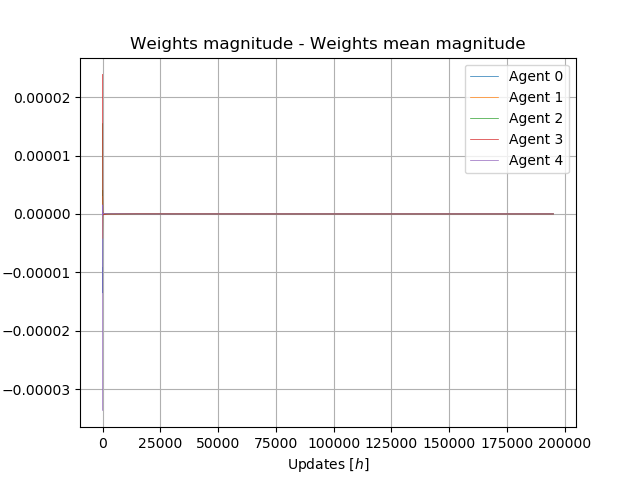 Weights magnitude - Weights mean magnitude
Agent 0
Agent 1
Agent 2
Agent 3
Agent 4
0.00002
0.00001
0.00000
−0.00001
−0.00002
−0.00003
0 25000 50000 75000 100000 125000 150000 175000 200000
Updates [h]